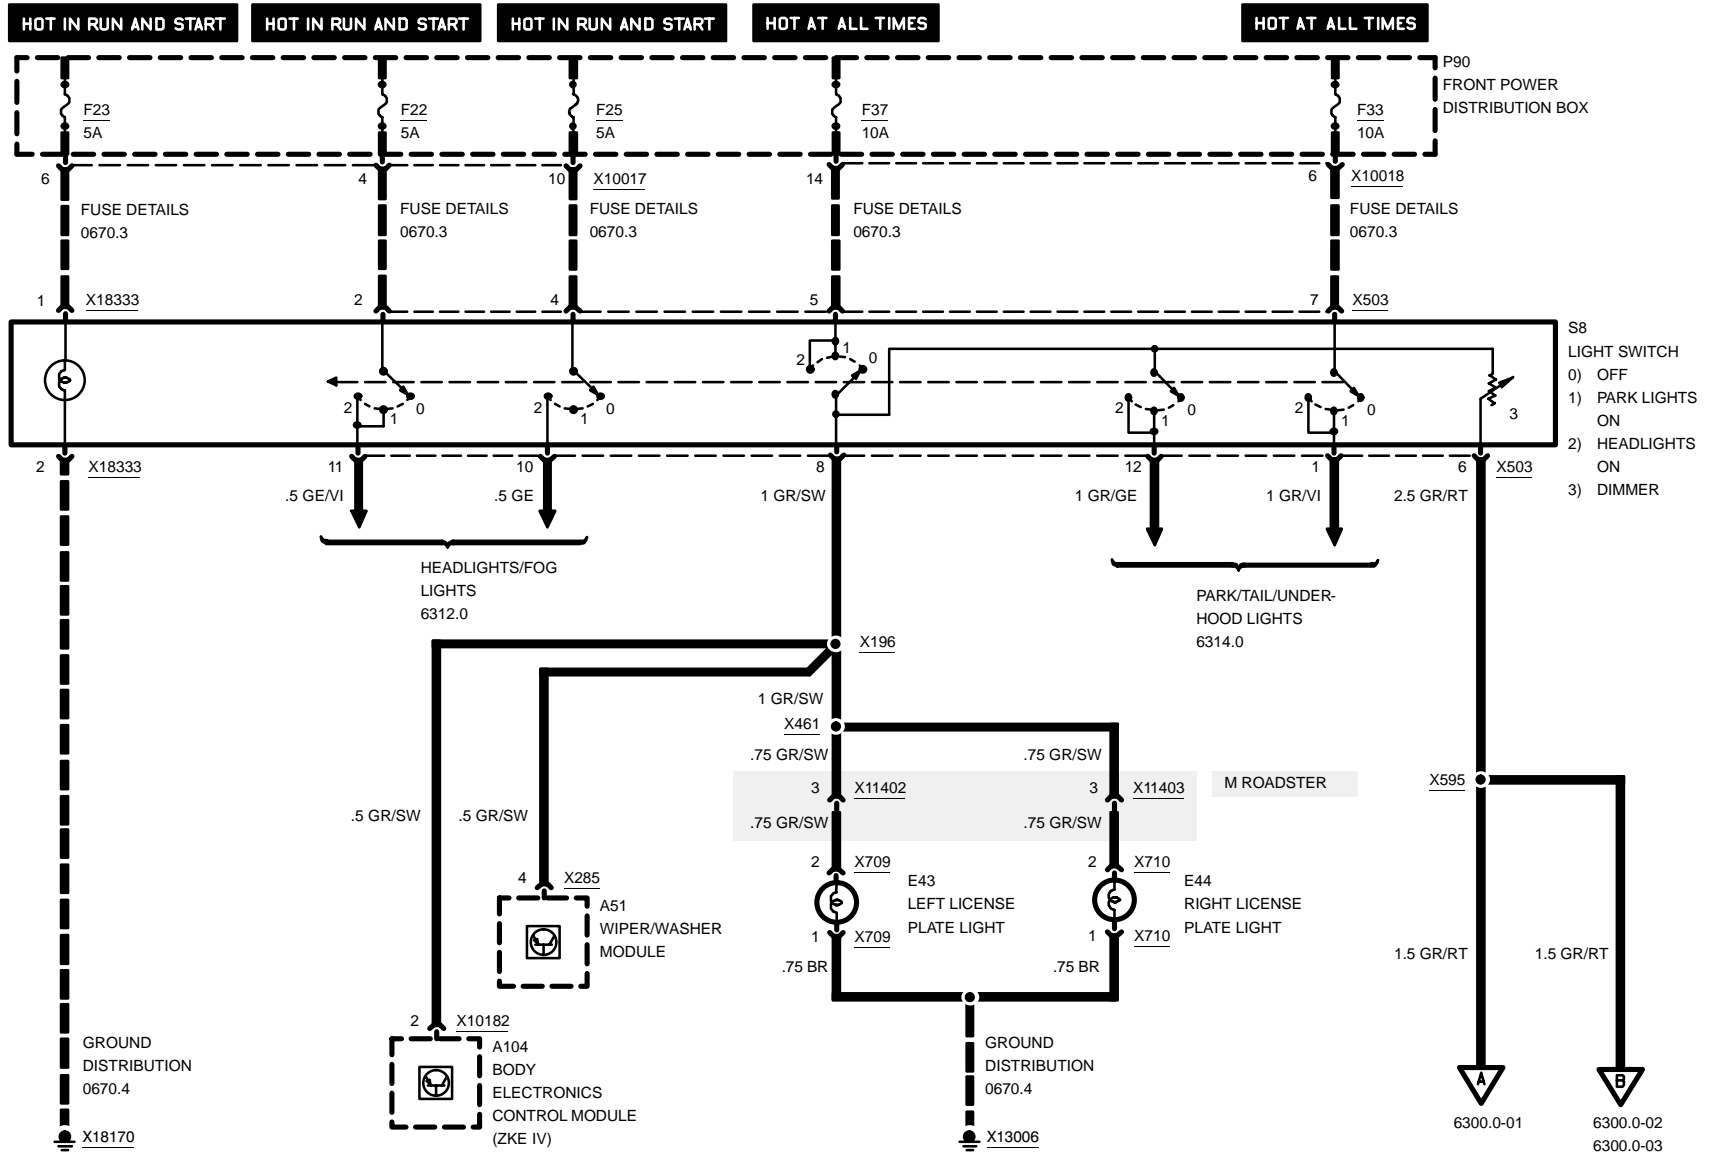 HOT IN RUN AND START
HOT IN RUN AND START
HOT IN RUN AND START
HOT AT ALL TIMES
HOT AT ALL TIMES
P90
FRONT POWER
DISTRIBUTION BOX
F23
5A
F22
5A
F25
5A
F37
10A
F33
10A
6
4
10
X10017
14
6
X10018
FUSE DETAILS
0670.3
FUSE DETAILS
0670.3
FUSE DETAILS
0670.3
FUSE DETAILS
0670.3
FUSE DETAILS
0670.3
1
X18333
2
4
5
7
X503
S8
LIGHT SWITCH
0) OFF
1) PARK LIGHTS
ON
2) HEADLIGHTS
ON
3) DIMMER
2
1
0
2
1
0
2
1
0
2
1
0
2
1
0
3
2
X18333
11
10
8
12
1
6
X503
.5 GE/VI
.5 GE
1 GR/SW
1 GR/GE
1 GR/VI
2.5 GR/RT
HEADLIGHTS/FOG
LIGHTS
6312.0
PARK/TAIL/UNDER-
HOOD LIGHTS
6314.0
X196
1 GR/SW
X461
.75 GR/SW
.75 GR/SW
3
X11402
3
X11403
M ROADSTER
X595
.5 GR/SW
.5 GR/SW
.75 GR/SW
.75 GR/SW
2
X709
2
X710
4
X285
A51
WIPER/WASHER
MODULE
E43
LEFT LICENSE
PLATE LIGHT
E44
RIGHT LICENSE
PLATE LIGHT
1
X709
1
X710
.75 BR
.75 BR
1.5 GR/RT
1.5 GR/RT
2
X10182
A104
BODY
ELECTRONICS
CONTROL MODULE
(ZKE IV)
GROUND
DISTRIBUTION
0670.4
GROUND
DISTRIBUTION
0670.4
A
B
X18170
X13006
6300.0-01
6300.0-02
6300.0-03